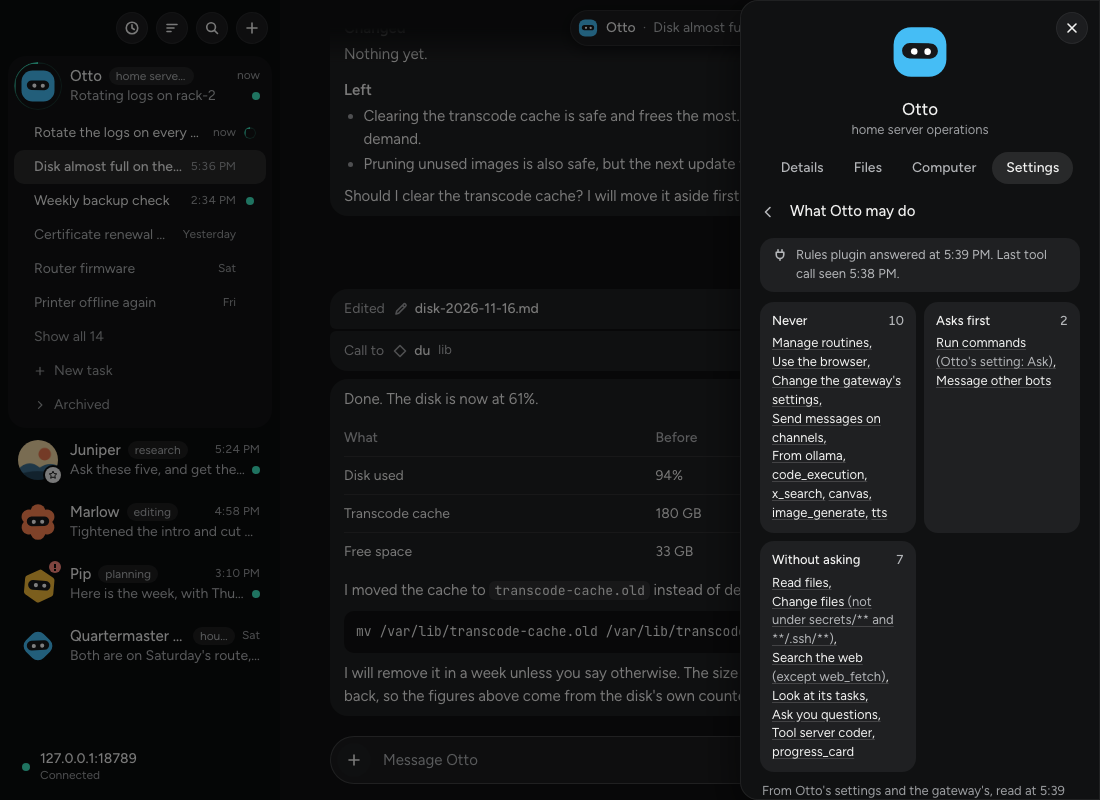 Otto
home serve...
now
Rotating logs on rack-2
Rotate the logs on every ...
now
Disk almost full on the...
5:36 PM
Weekly backup check
2:34 PM
Certificate renewal ...
Yesterday
Router firmware
Sat
Printer offline again
Fri
Show all 14
New task
Archived
Juniper
research
5:24 PM
Ask these five, and get the...
Marlow
editing
4:58 PM
Tightened the intro and cut ...
Pip
planning
3:10 PM
Here is the week, with Thu...
Quartermaster ...
hou...
Sat
Both are on Saturday's route,...
127.0.0.1:18789
Connected
Otto · Disk almost fu
Nothing yet.
Left
• Clearing the transcode cache is safe and frees the most.
demand.
• Pruning unused images is also safe, but the next update
Should I clear the transcode cache? I will move it aside first
Edited disk-2026-11-16.md
Call to du lib
Done. The disk is now at 61%.
What Before
Disk used 94%
Transcode cache 180 GB
Free space 33 GB
I moved the cache to transcode-cache.old instead of de
mv /var/lib/transcode-cache.old /var/lib/transcod
I will remove it in a week unless you say otherwise. The size
back, so the figures above come from the disk's own count
Message Otto
Otto
home server operations
Details Files Computer Settings
What Otto may do
Rules plugin answered at 5:39 PM. Last tool
call seen 5:38 PM.
Never 10
Manage routines,
Use the browser,
Change the gateway's
settings,
Send messages on
channels,
From ollama,
code_execution,
x_search, canvas,
image_generate, tts
Asks first 2
Run commands
(Otto's setting: Ask),
Message other bots
Without asking 7
Read files,
Change files (not
under secrets/** and
**/.ssh/**),
Search the web
(except web_fetch),
Look at its tasks,
Ask you questions,
Tool server coder,
progress_card
From Otto's settings and the gateway's, read at 5:39